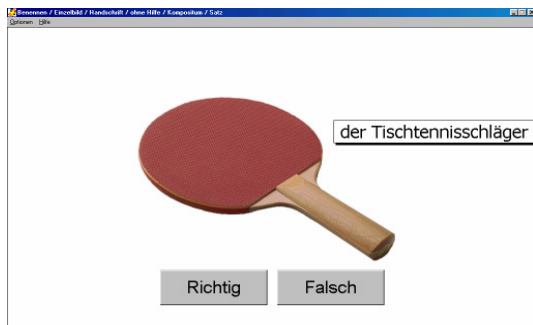 Benennen / Einzelbild / Handschrift / ohne Hilfe / Kompositum / Satz
Optionen Hilfe
der Tischtennisschläger
Richtig Falsch